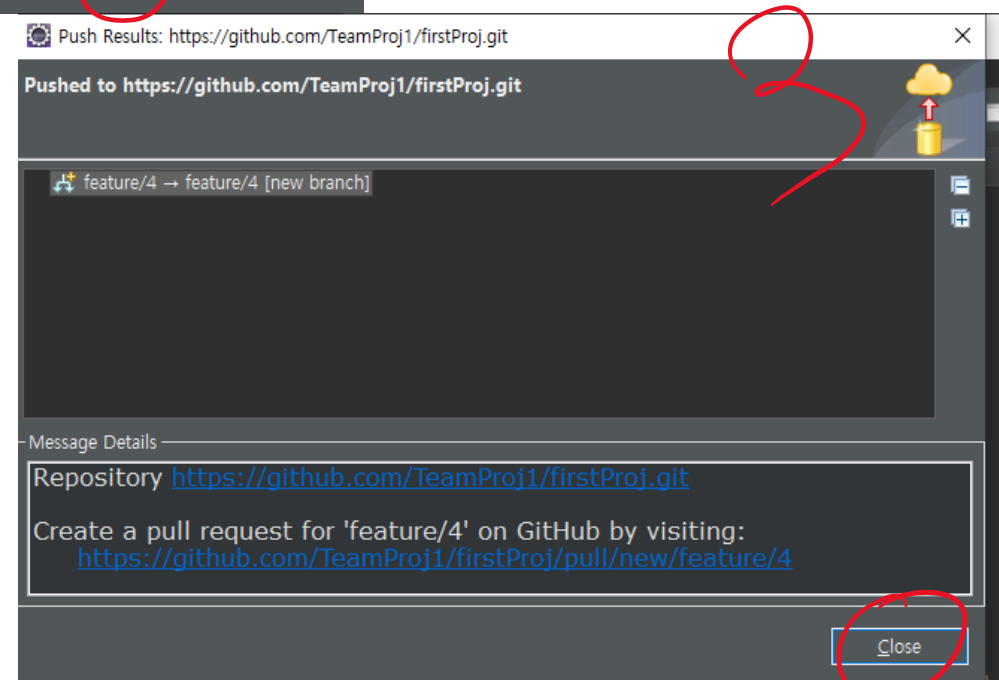 Push Results: https://github.com/TeamProj1/firstProj.git
Pushed to https://github.com/TeamProj1/firstProj.git
feature/4 → feature/4 [new branch]
Message Details
Repository https://github.com/TeamProj1/firstProj.git
Create a pull request for 'feature/4' on GitHub by visiting:
https://github.com/TeamProj1/firstProj/pull/new/feature/4
Close